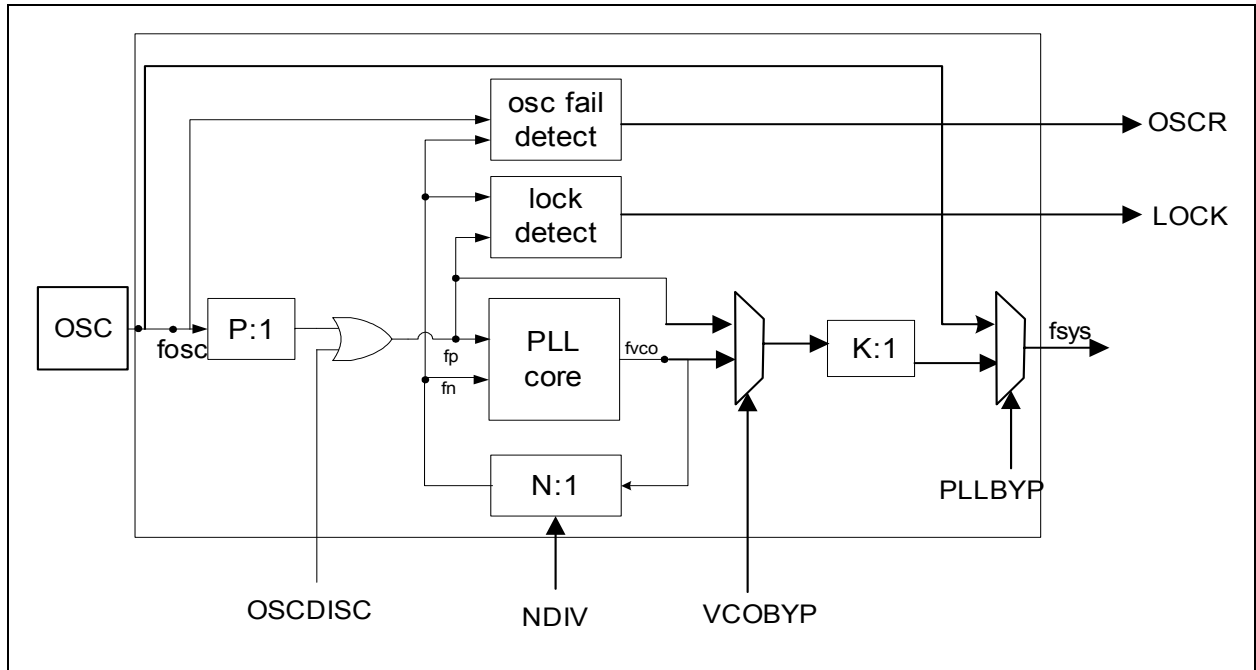 osc fail
detect
OSCR
lock
detect
LOCK
OSC
fosc
P:1
fp
fn
PLL
core
fvco
K:1
fsys
N:1
PLLBYP
OSCDISC
NDIV
VCOBYP